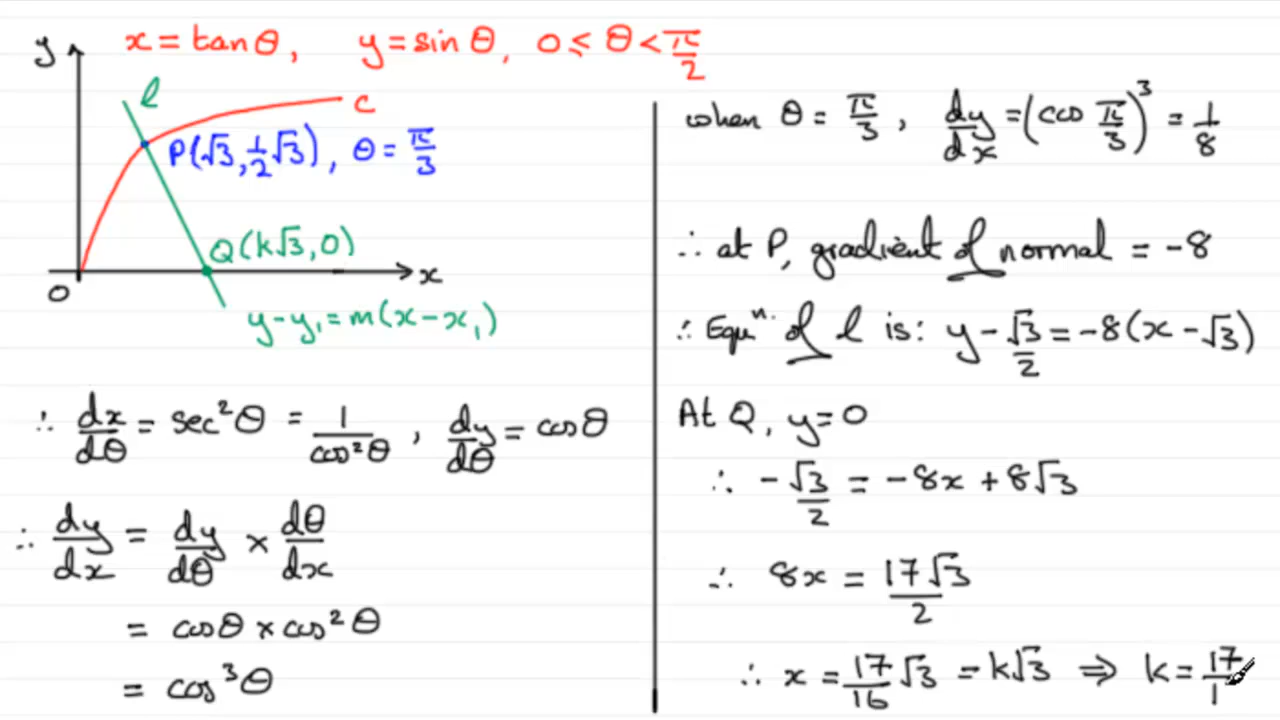 x = tanθ, y = sinθ, 0 ≤ θ < π/2
y
l
C
P(√3, 1/2√3), θ = π/3
Q(k√3, 0)
O
x
y-y₁ = m(x-x₁)
∴ dx/dθ = sec²θ = 1/cos²θ, dy/dθ = cosθ
∴ dy/dx = dy/dθ × dθ/dx
= cosθ × cos²θ
= cos³θ
when θ = π/3, dy/dx = (cos π/3)³ = 1/8
∴ at P, gradient of normal = -8
∴ Equⁿ. of l is: y - √3/2 = -8(x - √3)
At Q, y = 0
∴ -√3/2 = -8x + 8√3
∴ 8x = 17√3/2
∴ x = 17/16 √3 = k√3 ⇒ k = 17/1